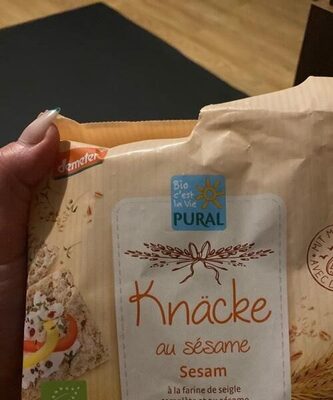 demeter
Bio
c'est
la Vie
PURAL
Knäcke
au sésame
Sesam
à la farine de seigle